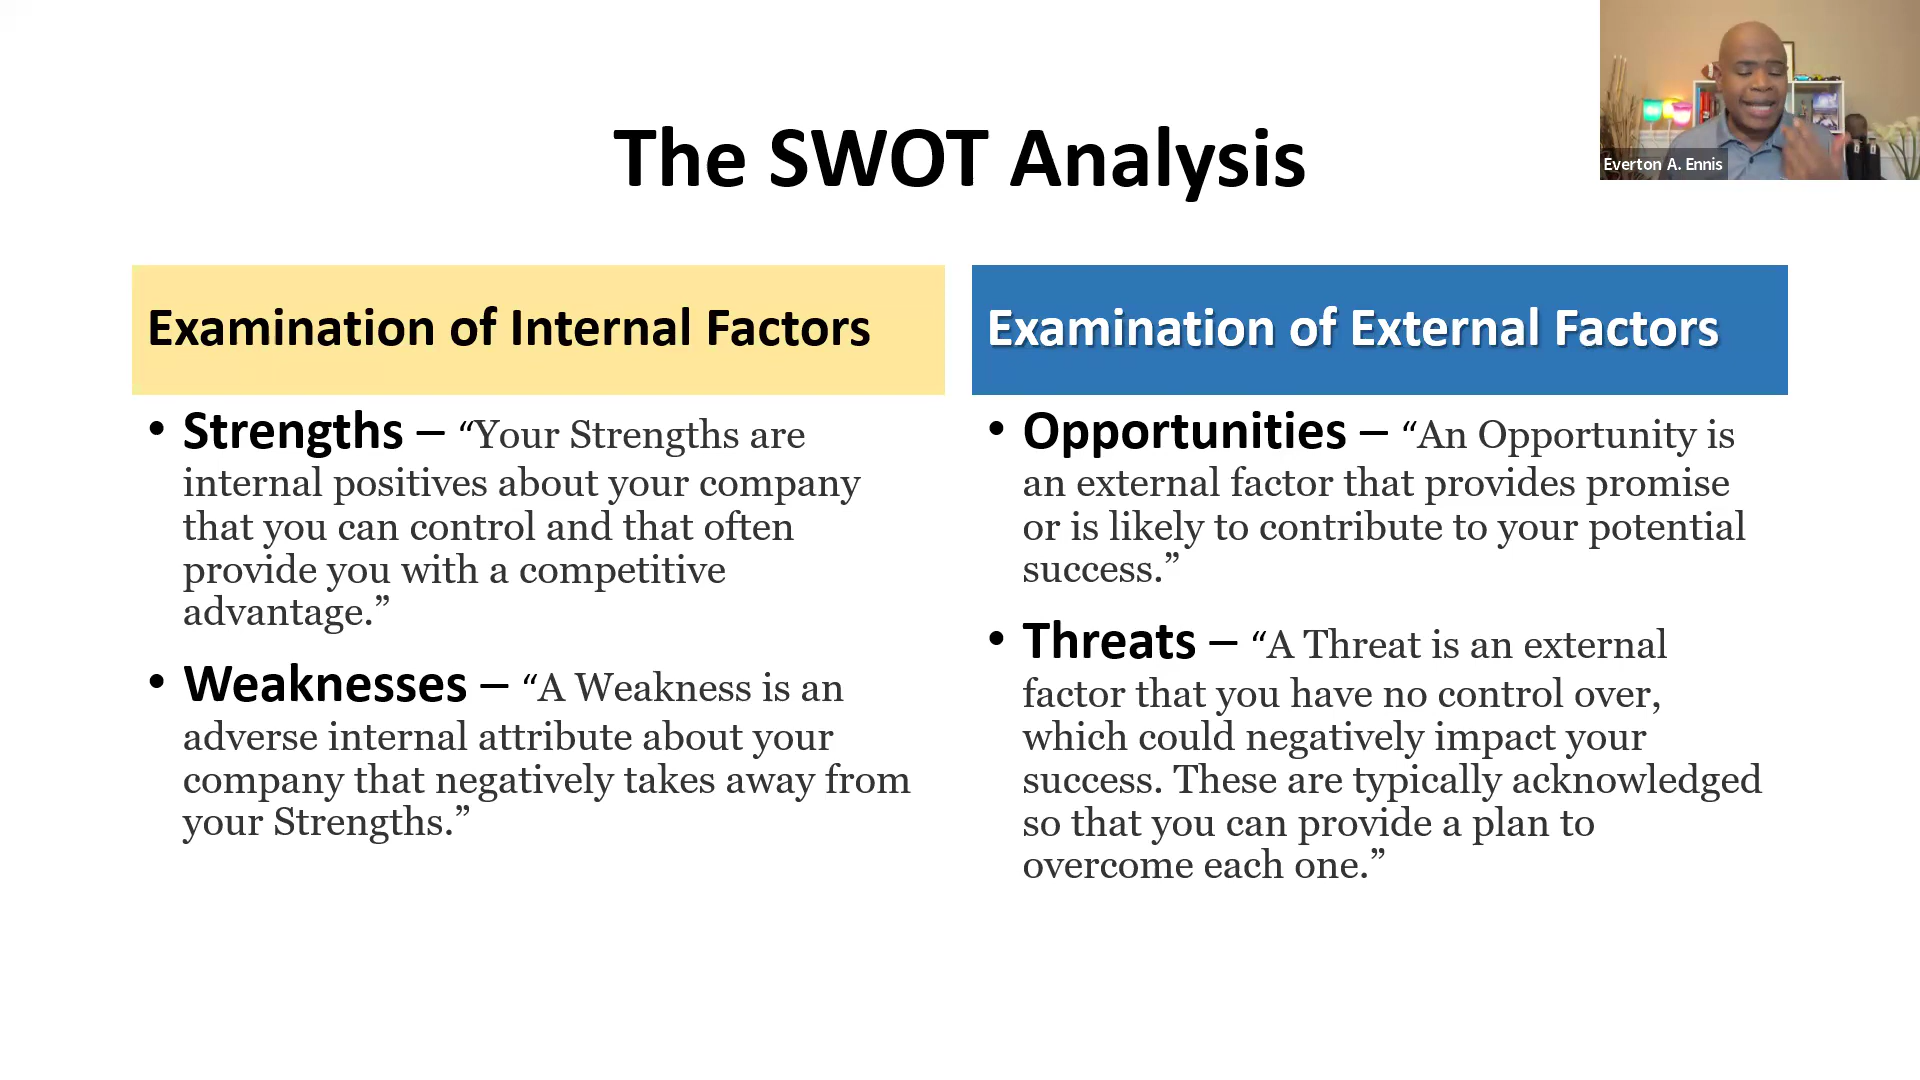 The SWOT Analysis
Everton A. Ennis
Examination of Internal Factors
• Strengths – “Your Strengths are
internal positives about your company
that you can control and that often
provide you with a competitive
advantage.”
• Weaknesses – “A Weakness is an
adverse internal attribute about your
company that negatively takes away from
your Strengths.”
Examination of External Factors
• Opportunities – “An Opportunity is
an external factor that provides promise
or is likely to contribute to your potential
success.”
• Threats – “A Threat is an external
factor that you have no control over,
which could negatively impact your
success. These are typically acknowledged
so that you can provide a plan to
overcome each one.”